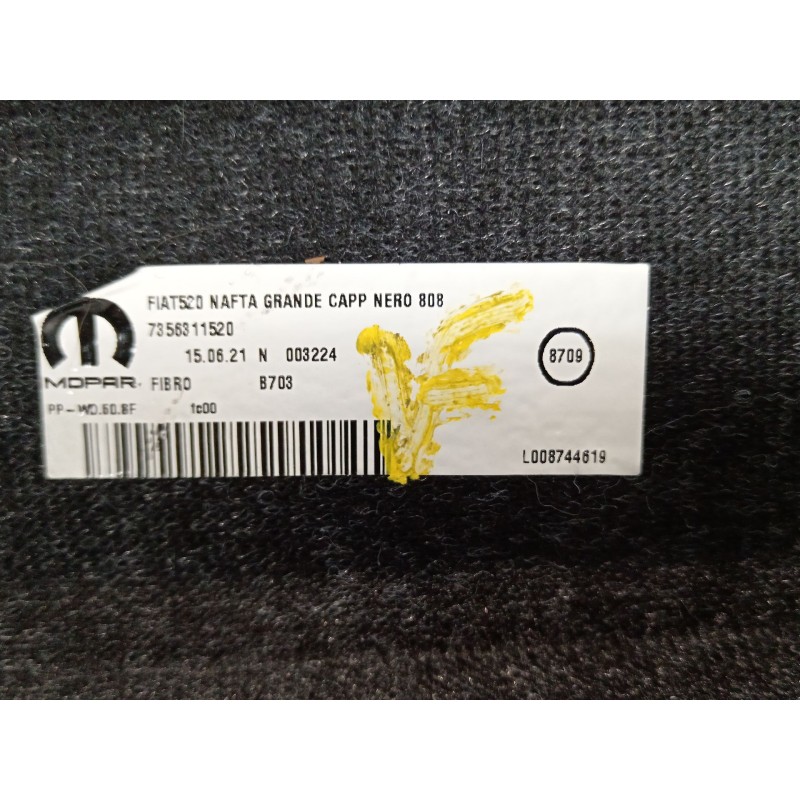 FIAT520 NAFTA GRANDE CAPP NERO 808
7356311520
15.06.21 N 003224
8709
MOPAR. FIBRO B703
PP-WD.60.BF fc00
L008744619